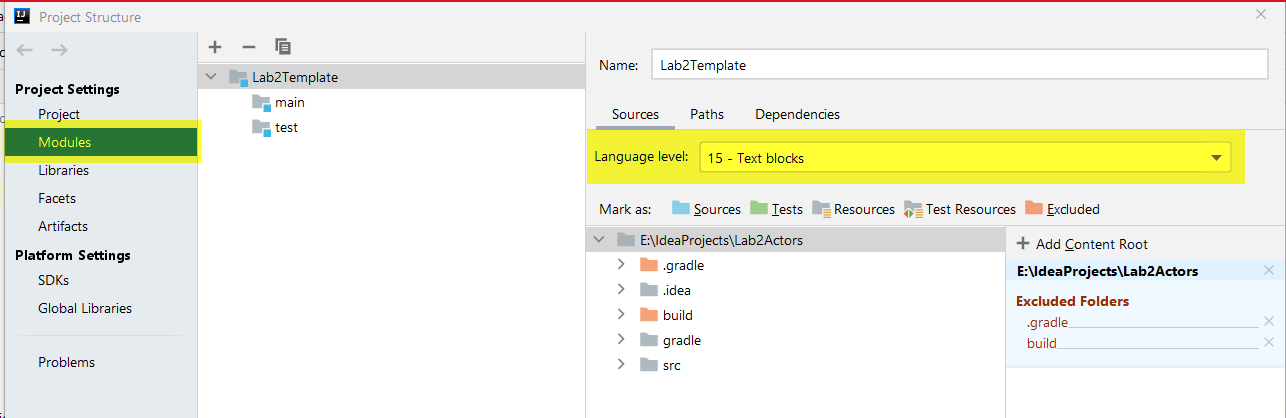 Project Structure
Project Settings
Project
Modules
Libraries
Facets
Artifacts
Platform Settings
SDKs
Global Libraries
Problems
Lab2Template
main
test
Name: Lab2Template
Sources Paths Dependencies
Language level: 15 - Text blocks
Mark as: Sources Tests Resources Test Resources Excluded
E:\IdeaProjects\Lab2Actors
.gradle
.idea
build
gradle
src
+ Add Content Root
E:\IdeaProjects\Lab2Actors
Excluded Folders
.gradle
build